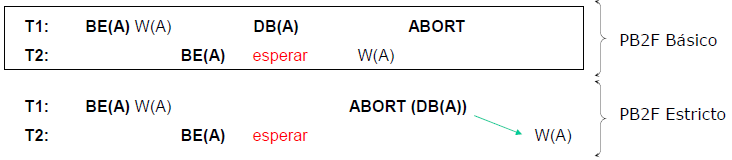 T1: BE(A) W(A) DB(A) ABORT
T2: BE(A) esperar W(A)
PB2F Básico
T1: BE(A) W(A) ABORT (DB(A))
T2: BE(A) esperar W(A)
PB2F Estricto